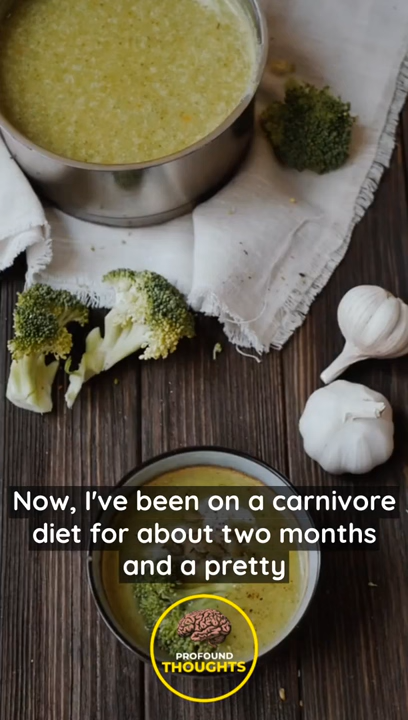 Now, I've been on a carnivore
diet for about two months
and a pretty
PROFOUND
THOUGHTS